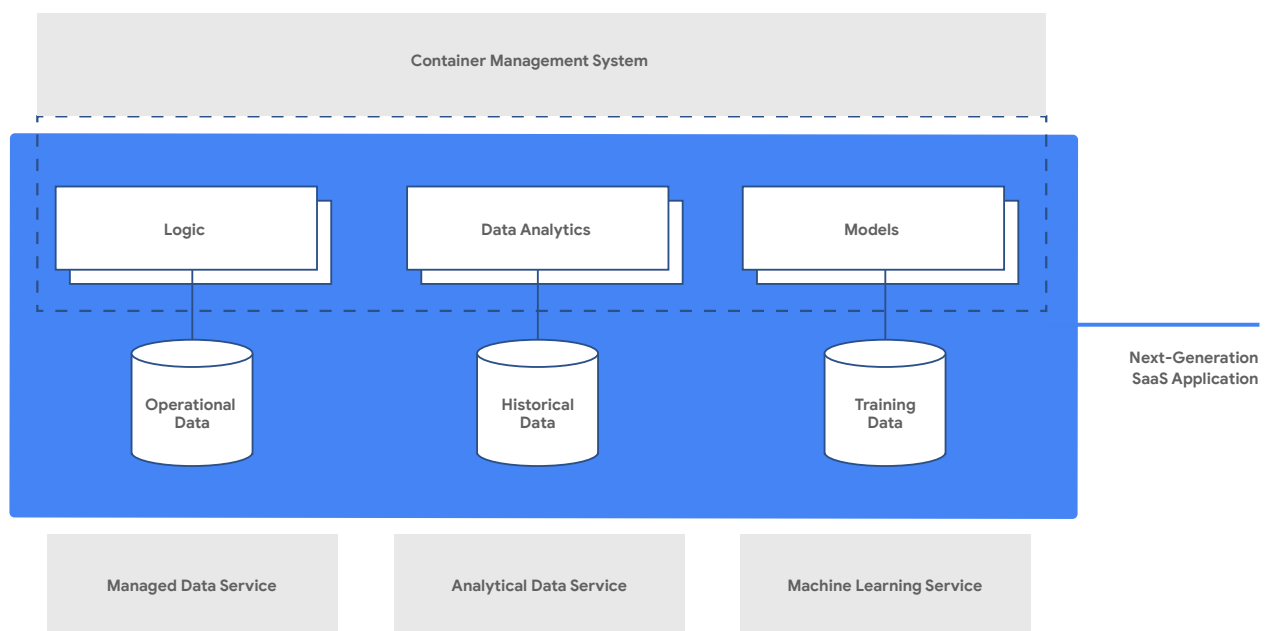 Container Management System
Logic
Data Analytics
Models
Next-Generation
SaaS Application
Operational
Data
Historical
Data
Training
Data
Managed Data Service
Analytical Data Service
Machine Learning Service